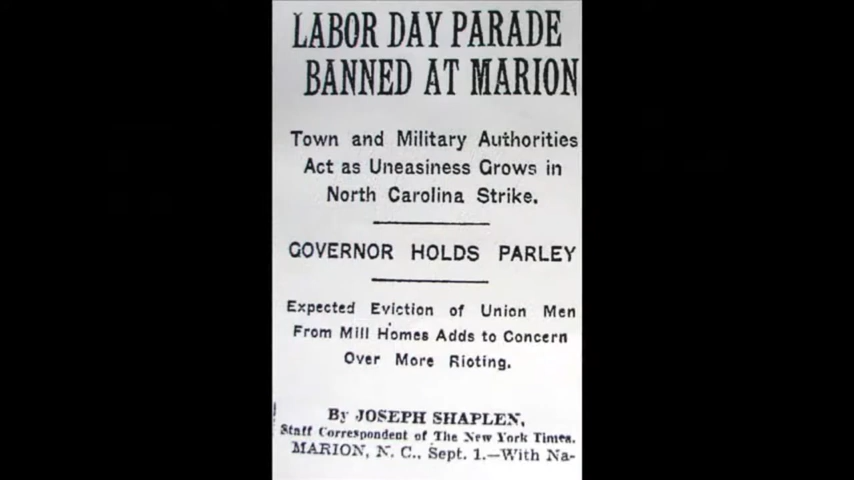 LABOR DAY PARADE
BANNED AT MARION
Town and Military Authorities
Act as Uneasiness Grows in
North Carolina Strike.
GOVERNOR HOLDS PARLEY
Expected Eviction of Union Men
From Mill Homes Adds to Concern
Over More Rioting.
By JOSEPH SHAPLEN,
Staff Correspondent of The New York Times.
MARION, N. C., Sept. 1.—With Na-